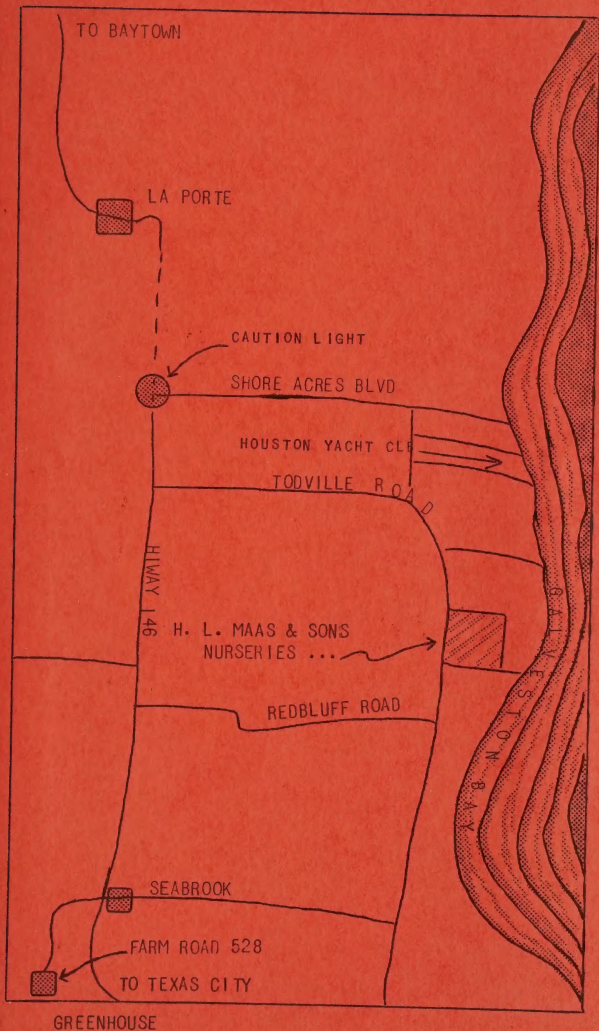 TO BAYTOWN
LA PORTE
CAUTION LIGHT
SHORE ACRES BLVD
HOUSTON YACHT CLB
TODVILLE ROAD
HIWAY 146
H. L. MAAS & SONS
NURSERIES ...
GALVESTON BAY
REDBLUFF ROAD
SEABROOK
FARM ROAD 528
TO TEXAS CITY
GREENHOUSE